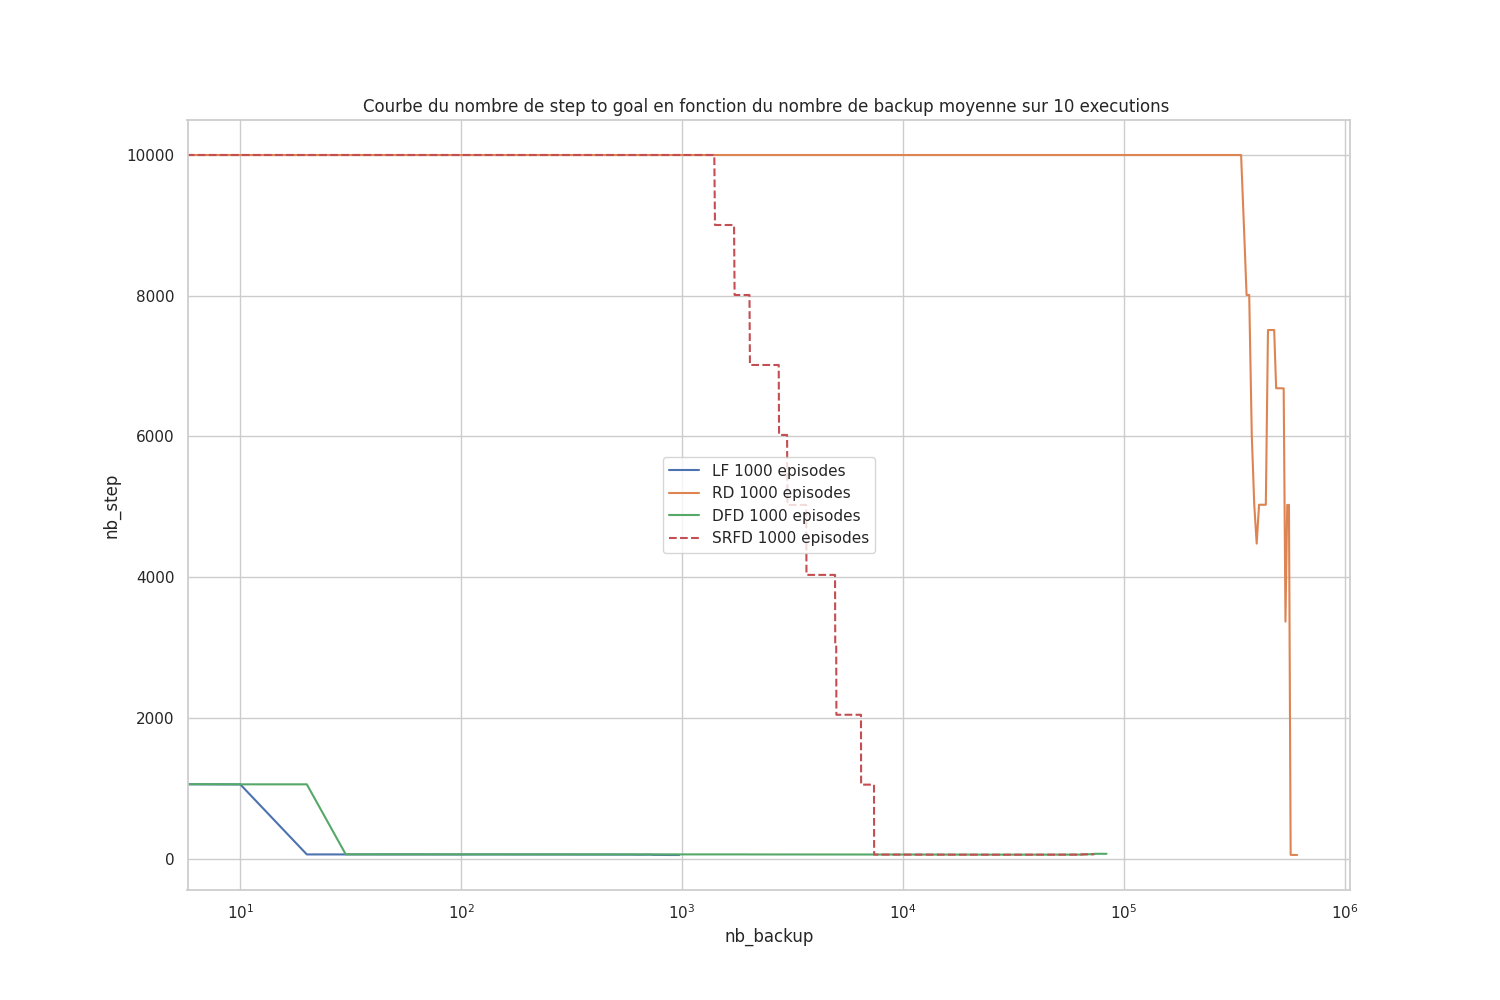 Courbe du nombre de step to goal en fonction du nombre de backup moyenne sur 10 executions
10000
8000
6000
4000
2000
0
nb_step
LF 1000 episodes
RD 1000 episodes
DFD 1000 episodes
SRFD 1000 episodes
10¹ 10² 10³ 10⁴ 10⁵ 10⁶
nb_backup